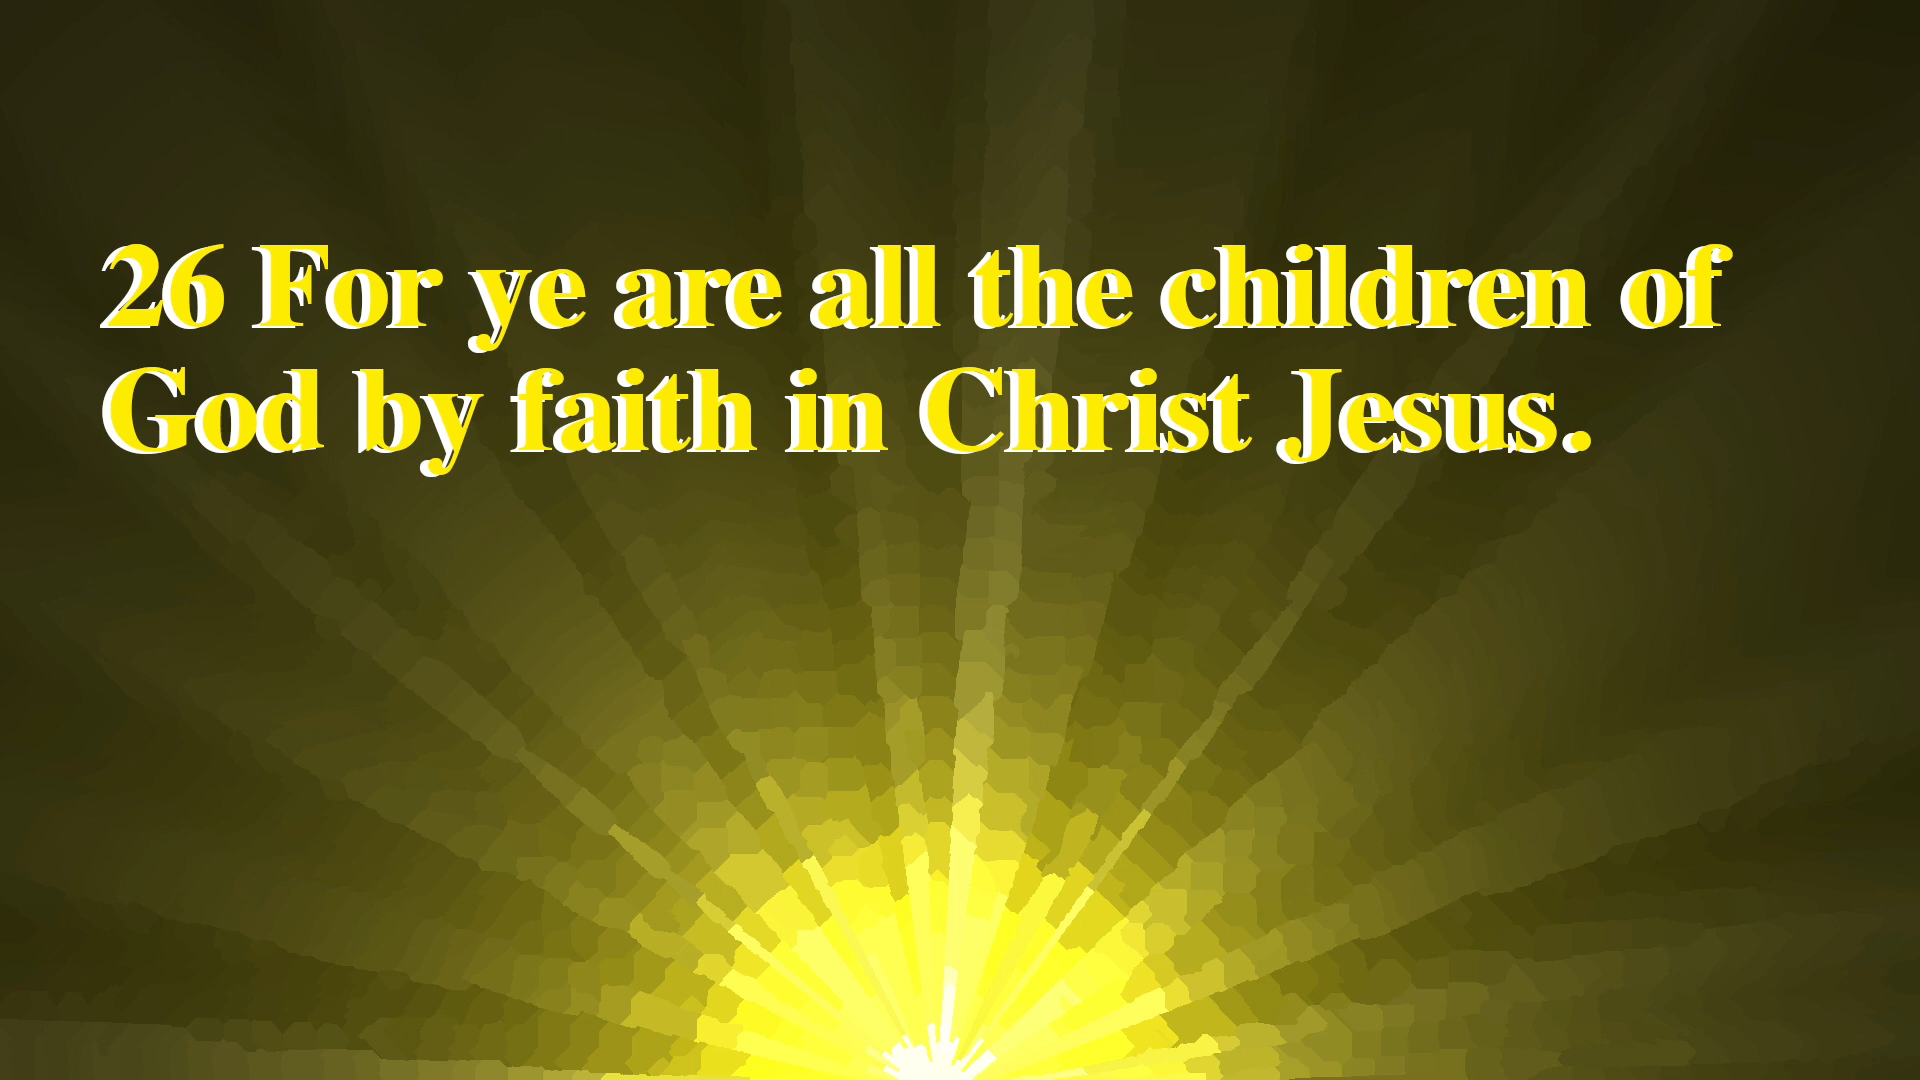 26 For ye are all the children of
God by faith in Christ Jesus.